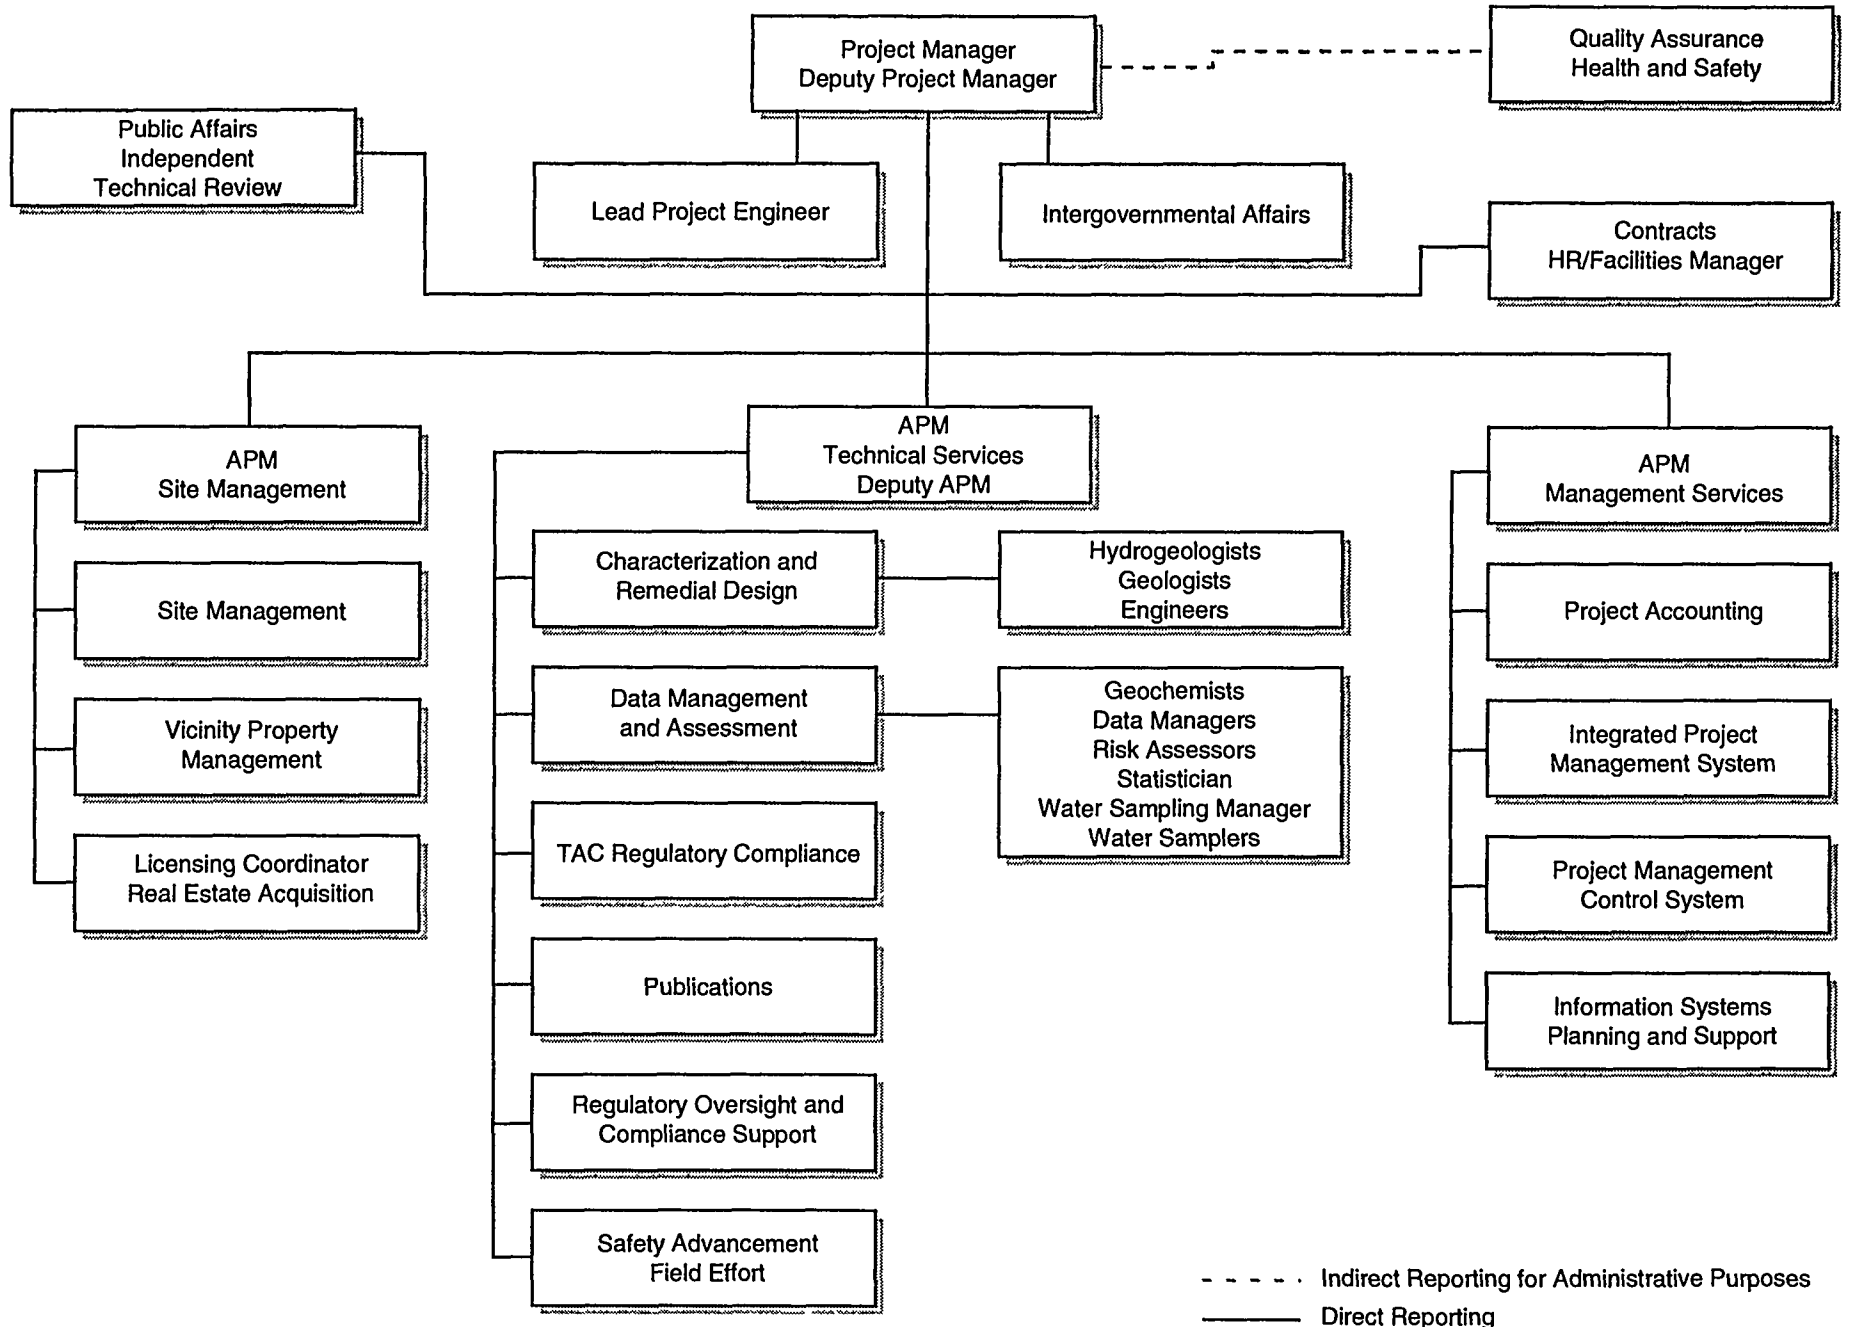 Project Manager
Deputy Project Manager
Quality Assurance
Health and Safety
Public Affairs
Independent
Technical Review
Lead Project Engineer
Intergovernmental Affairs
Contracts
HR/Facilities Manager
APM
Site Management
Site Management
Vicinity Property
Management
Licensing Coordinator
Real Estate Acquisition
APM
Technical Services
Deputy APM
Characterization and
Remedial Design
Hydrogeologists
Geologists
Engineers
Data Management
and Assessment
Geochemists
Data Managers
Risk Assessors
Statistician
Water Sampling Manager
Water Samplers
TAC Regulatory Compliance
Publications
Regulatory Oversight and
Compliance Support
Safety Advancement
Field Effort
APM
Management Services
Project Accounting
Integrated Project
Management System
Project Management
Control System
Information Systems
Planning and Support
Indirect Reporting for Administrative Purposes
Direct Reporting